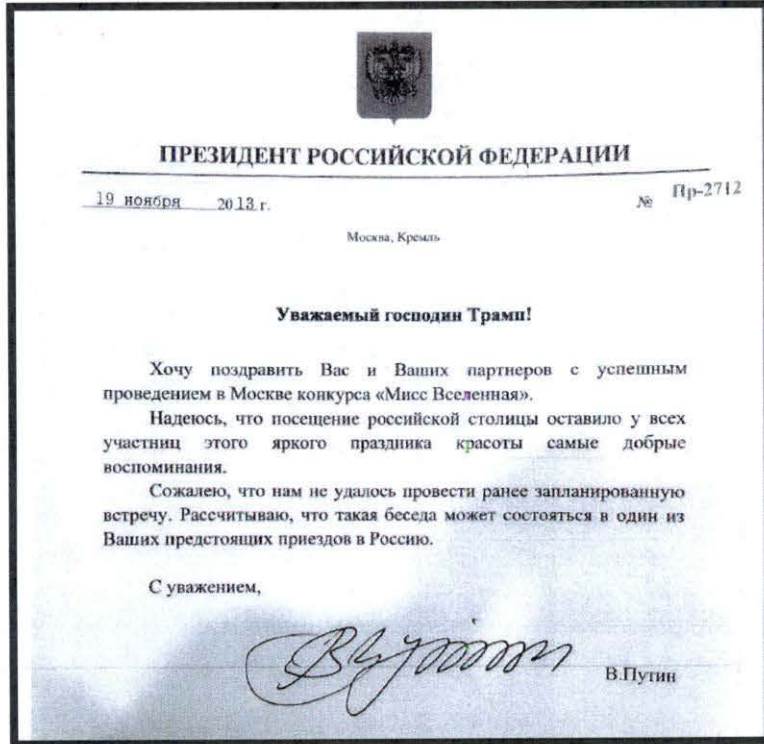 ПРЕЗИДЕНТ РОССИЙСКОЙ ФЕДЕРАЦИИ
19 ноября 2013 г. № Пр-2712
Москва, Кремль
Уважаемый господин Трамп!
Хочу поздравить Вас и Ваших партнеров с успешным
проведением в Москве конкурса «Мисс Вселенная».
Надеюсь, что посещение российской столицы оставило у всех
участниц этого яркого праздника красоты самые добрые
воспоминания.
Сожалею, что нам не удалось провести ранее запланированную
встречу. Рассчитываю, что такая беседа может состояться в один из
Ваших предстоящих приездов в Россию.
С уважением,
В.Путин